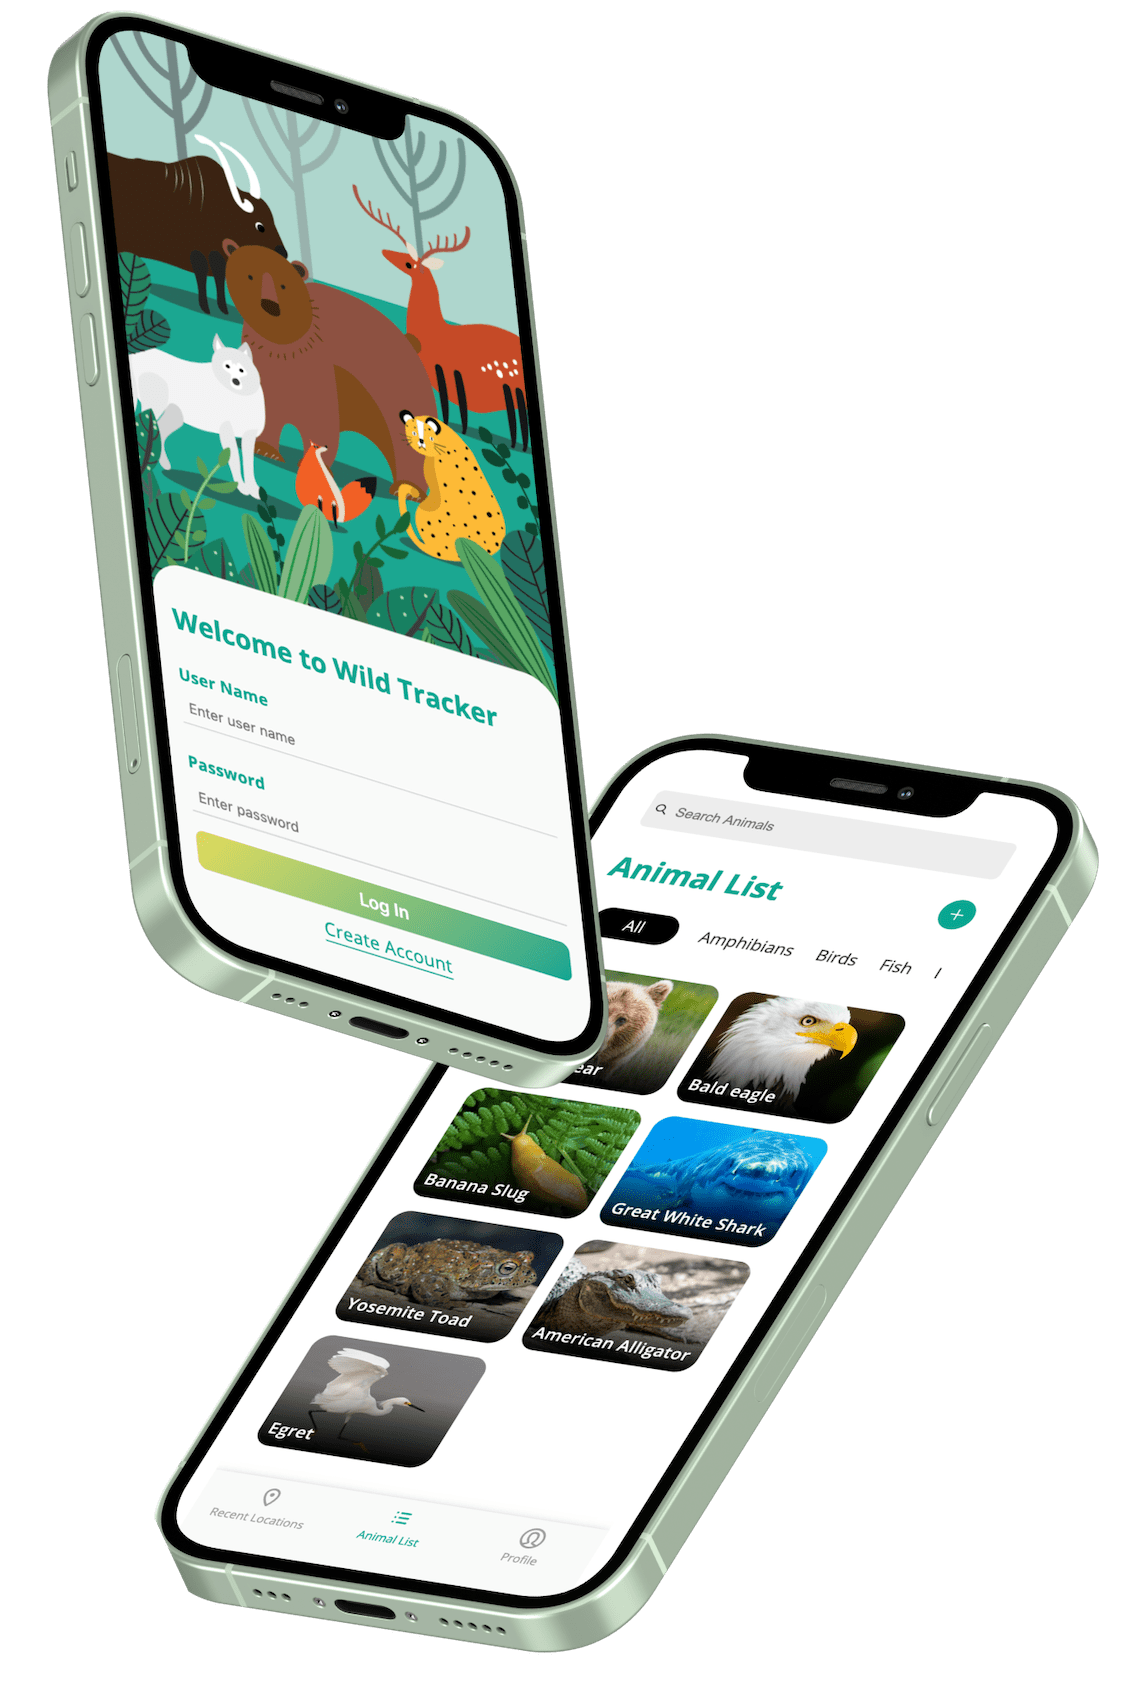 Welcome to Wild Tracker
User Name
Enter user name
Password
Enter password
Log In
Create Account
Search Animals
Animal List
+
All Amphibians Birds Fish
ear
Bald eagle
Banana Slug
Great White Shark
Yosemite Toad
American Alligator
Egret
Recent Locations
Animal List
Profile